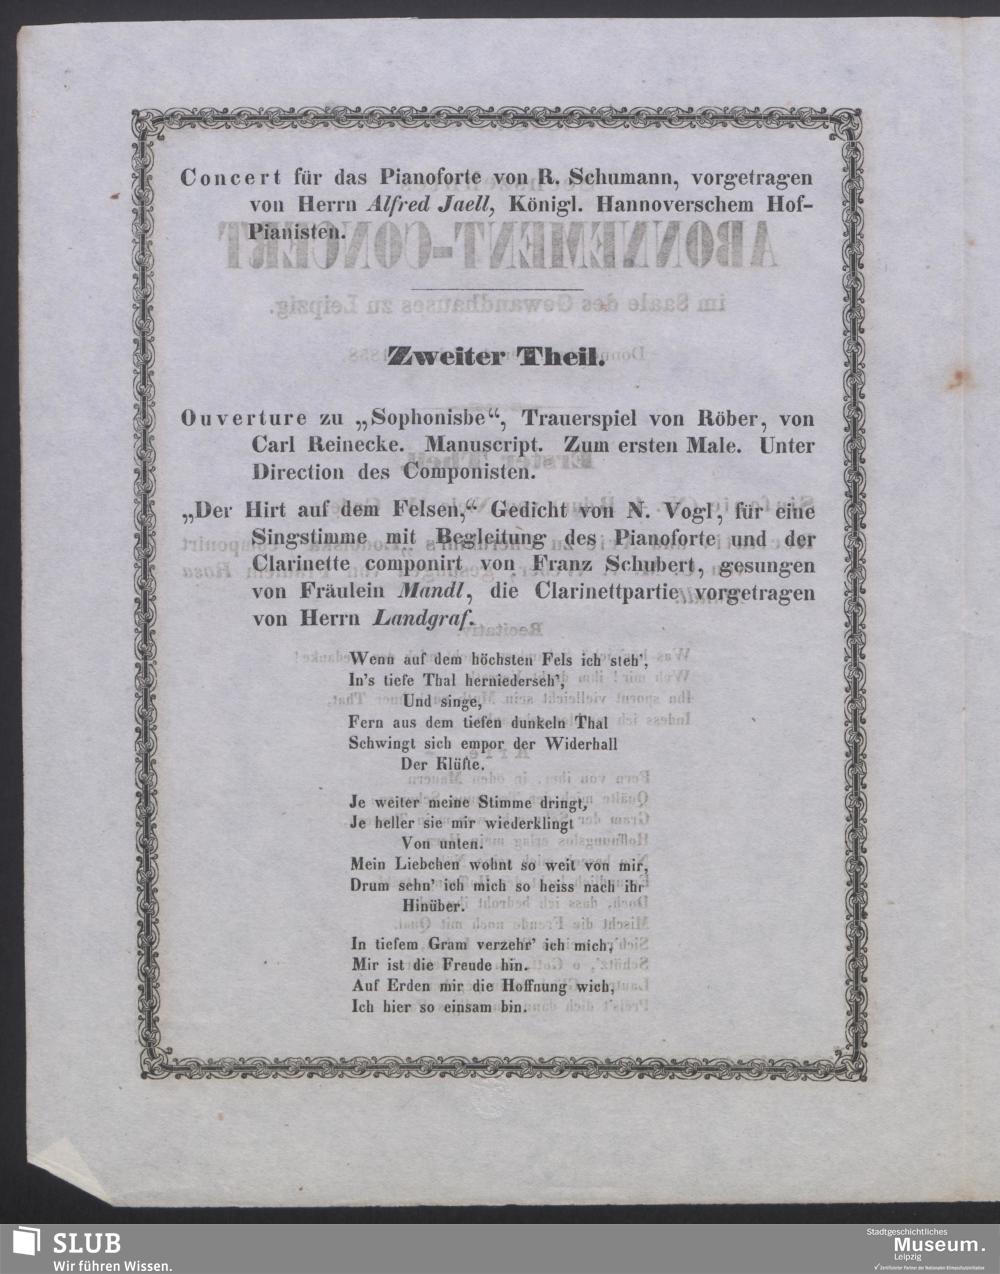 Concert für das Pianoforte von R. Schumann, vorgetragen
von Herrn Alfred Jaell, Königl. Hannoverschem Hof-
Pianisten.
Zweiter Theil.
Ouverture zu „Sophonisbe“, Trauerspiel von Röber, von
Carl Reinecke. Manuscript. Zum ersten Male. Unter
Direction des Componisten.
„Der Hirt auf dem Felsen,“ Gedicht von N. Vogl, für eine
Singstimme mit Begleitung des Pianoforte und der
Clarinette componirt von Franz Schubert, gesungen
von Fräulein Mandl, die Clarinettpartie vorgetragen
von Herrn Landgraf.
Wenn auf dem höchsten Fels ich steh’,
In’s tiefe Thal herniederseh’,
Und singe,
Fern aus dem tiefen dunkeln Thal
Schwingt sich empor der Widerhall
Der Klüfte.
Je weiter meine Stimme dringt,
Je heller sie mir wiederklingt
Von unten.
Mein Liebchen wohnt so weit von mir,
Drum sehn’ ich mich so heiss nach ihr
Hinüber.
In tiefem Gram verzehr’ ich mich,
Mir ist die Freude hin.
Auf Erden mir die Hoffnung wich,
Ich hier so einsam bin.
SLUB
Wir führen Wissen.
Stadtgeschichtliches
Museum.
Leipzig
Zertifizierter Partner der Nationalen Klimaschutzinitiative